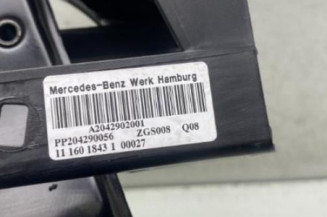 Mercedes-Benz Werk Hamburg
A2042902001
PP204290056 ZGS008 Q08
11 160 1843 1 00027